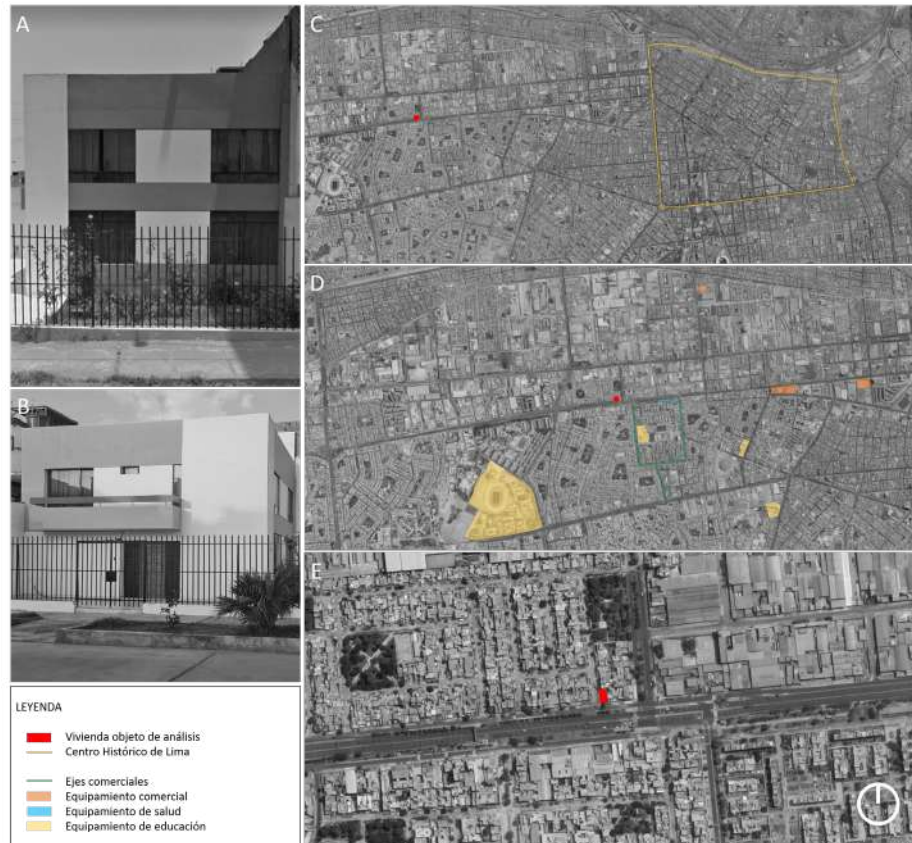 A
B
C
D
E
LEYENDA
Vivienda objeto de análisis
Centro Histórico de Lima
Ejes comerciales
Equipamiento comercial
Equipamiento de salud
Equipamiento de educación